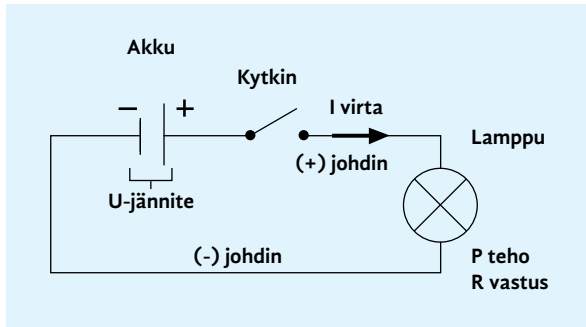 Akku
Kytkin
− +
I virta
Lamppu
(+) johdin
U-jännite
(-) johdin
P teho
R vastus